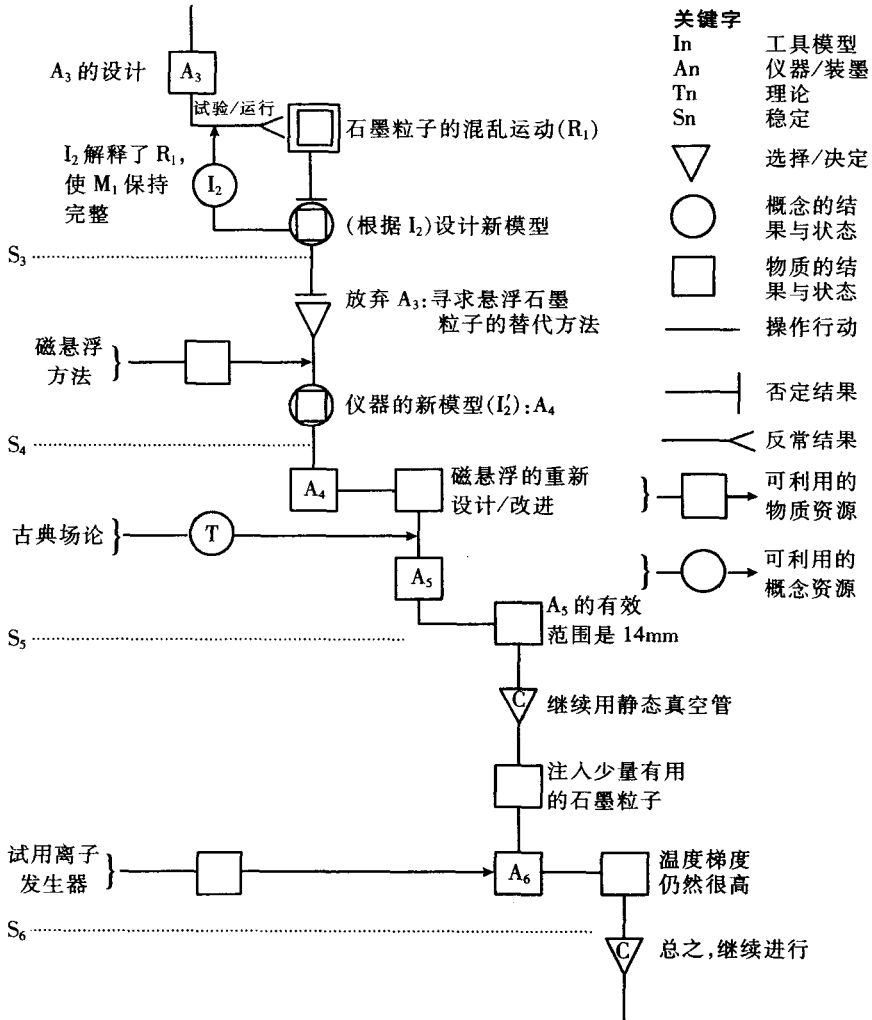 A₃的设计
A₃
试验/运行
石墨粒子的混乱运动(R₁)
I₂解释了R₁,
使M₁保持
完整
I₂
(根据I₂)设计新模型
S₃
放弃A₃:寻求悬浮石墨
粒子的替代方法
磁悬浮
方法
仪器的新模型(I₂′):A₄
S₄
A₄
磁悬浮的重新
设计/改进
古典场论
T
A₅
A₅的有效
范围是14mm
S₅
C
继续用静态真空管
注入少量有用
的石墨粒子
试用离子
发生器
A₆
温度梯度
仍然很高
S₆
C
总之,继续进行
关键字
In 工具模型
An 仪器/装墨
Tn 理论
Sn 稳定
选择/决定
概念的结
果与状态
物质的结
果与状态
操作行动
否定结果
反常结果
可利用的
物质资源
可利用的
概念资源